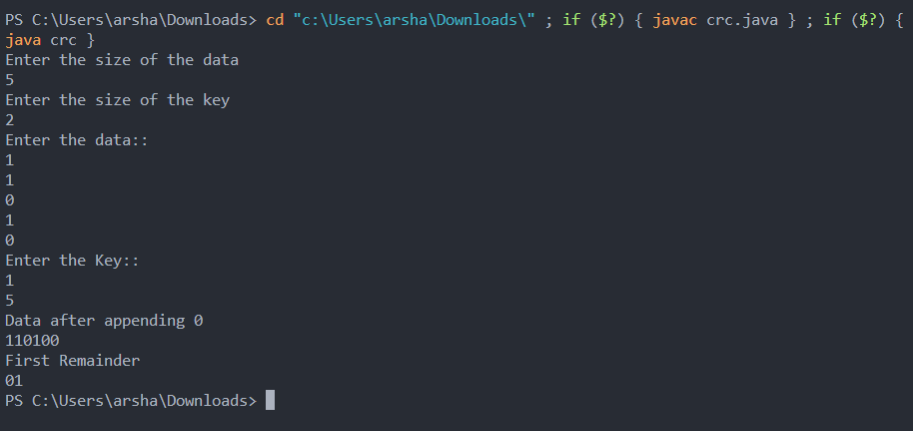 PS C:\Users\arsha\Downloads> cd "c:\Users\arsha\Downloads\" ; if ($?) { javac crc.java } ; if ($?) {
java crc }
Enter the size of the data
5
Enter the size of the key
2
Enter the data::
1
1
0
1
0
Enter the Key::
1
5
Data after appending 0
110100
First Remainder
01
PS C:\Users\arsha\Downloads>